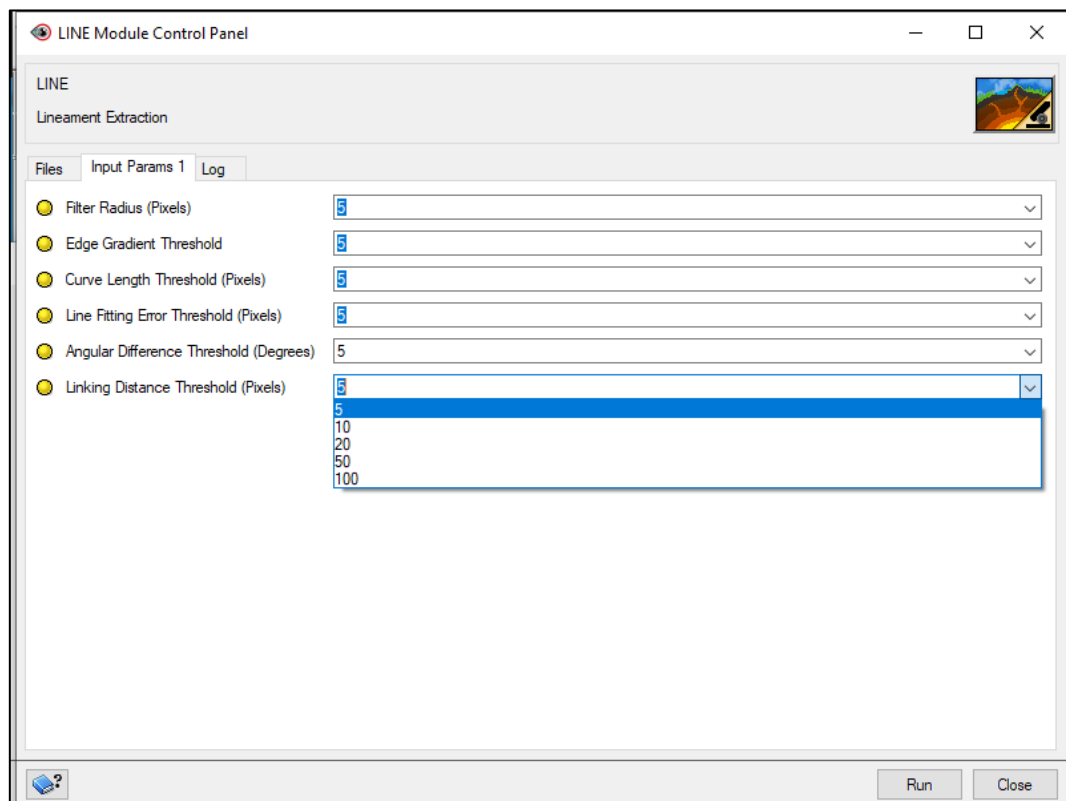 LINE Module Control Panel
LINE
Lineament Extraction
Files Input Params 1 Log
Filter Radius (Pixels) 5
Edge Gradient Threshold 5
Curve Length Threshold (Pixels) 5
Line Fitting Error Threshold (Pixels) 5
Angular Difference Threshold (Degrees) 5
Linking Distance Threshold (Pixels) 5
5
10
20
50
100
?
Run Close